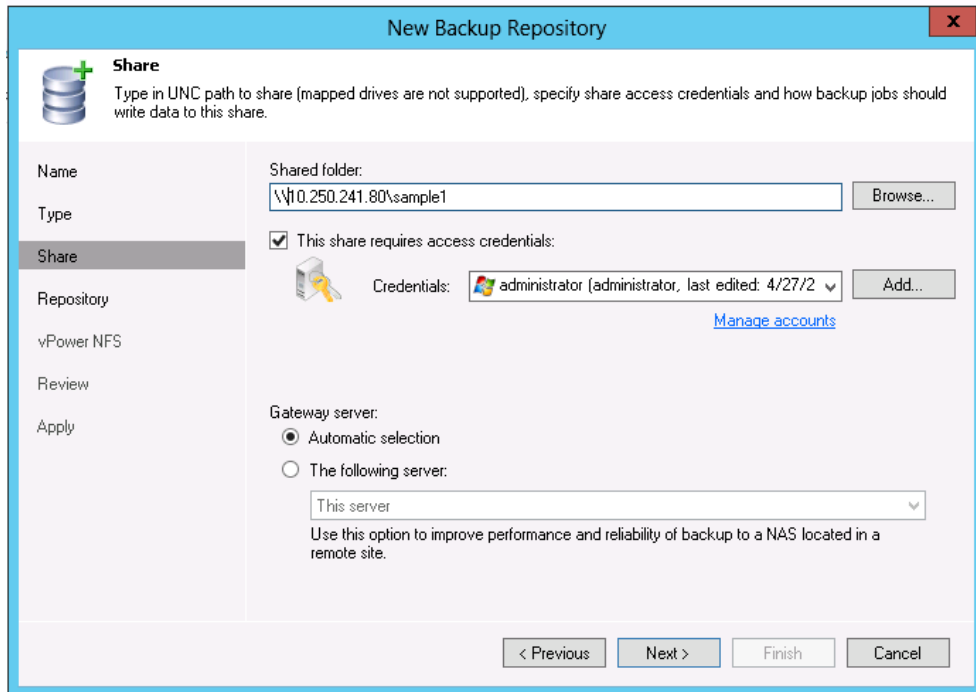 New Backup Repository
x
Share
Type in UNC path to share (mapped drives are not supported), specify share access credentials and how backup jobs should
write data to this share.
Name
Type
Share
Repository
vPower NFS
Review
Apply
Shared folder:
\\10.250.241.80\sample1
Browse...
This share requires access credentials:
Credentials:
administrator (administrator, last edited: 4/27/2
Add...
Manage accounts
Gateway server:
Automatic selection
The following server:
This server
Use this option to improve performance and reliability of backup to a NAS located in a
remote site.
< Previous
Next >
Finish
Cancel